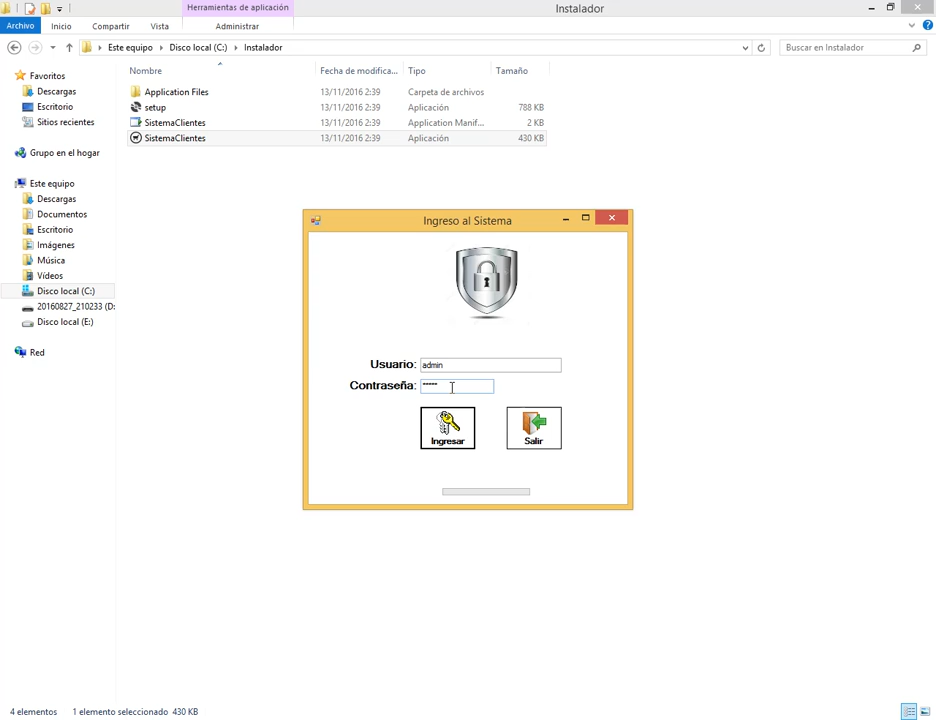 Herramientas de aplicación
Instalador
Archivo Inicio Compartir Vista Administrar
Este equipo Disco local (C:) Instalador
Buscar en Instalador
Favoritos
Descargas
Escritorio
Sitios recientes
Grupo en el hogar
Este equipo
Descargas
Documentos
Escritorio
Imágenes
Música
Vídeos
Disco local (C:)
20160827_210233 (D:
Disco local (E:)
Red
Nombre Fecha de modifica... Tipo Tamaño
Application Files 13/11/2016 2:39 Carpeta de archivos
setup 13/11/2016 2:39 Aplicación 788 KB
SistemaClientes 13/11/2016 2:39 Application Manif... 2 KB
SistemaClientes 13/11/2016 2:39 Aplicación 430 KB
Ingreso al Sistema
Usuario: admin
Contraseña: *****
Ingresar Salir
4 elementos 1 elemento seleccionado 430 KB